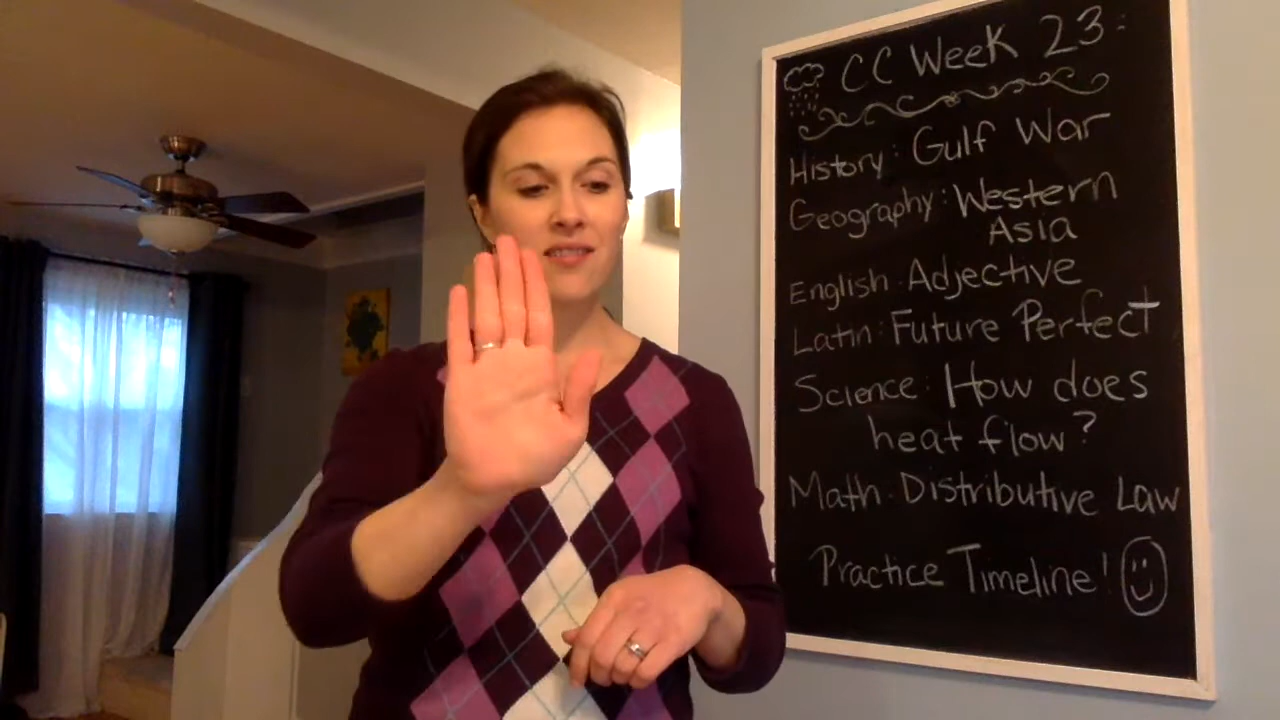 CC Week 23:
History: Gulf War
Geography: Western
Asia
English: Adjective
Latin: Future Perfect
Science: How does
heat flow?
Math: Distributive Law
Practice Timeline!